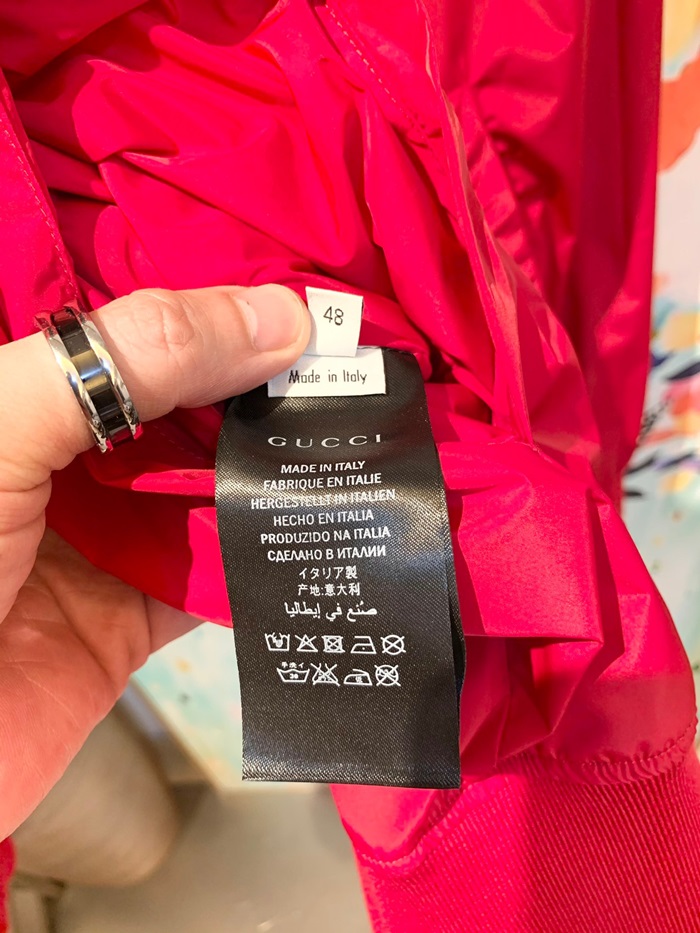 48
Made in Italy
GUCCI
MADE IN ITALY
FABRIQUE EN ITALIE
HERGESTELLT IN ITALIEN
HECHO EN ITALIA
PRODUZIDO NA ITALIA
СДЕЛАНО В ИТАЛИИ
イタリア製
产地:意大利
صُنع في إيطاليا